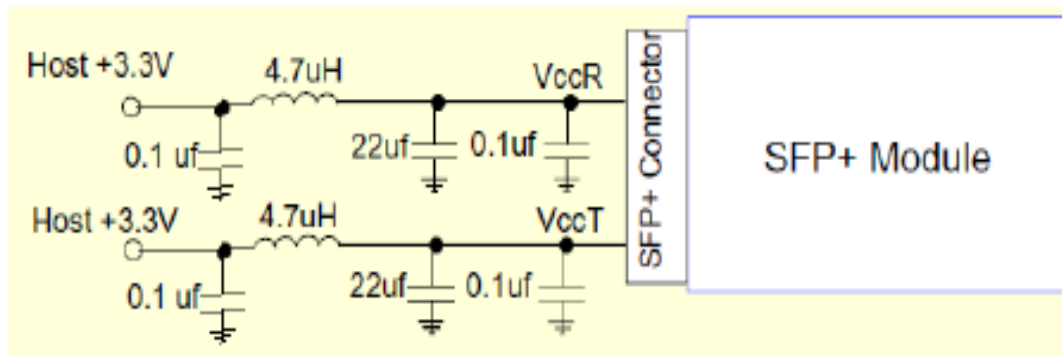 Host +3.3V
4.7uH
VccR
0.1 uf
22uf
0.1uf
SFP+ Connector
SFP+ Module
Host +3.3V
4.7uH
VccT
0.1 uf
22uf
0.1uf